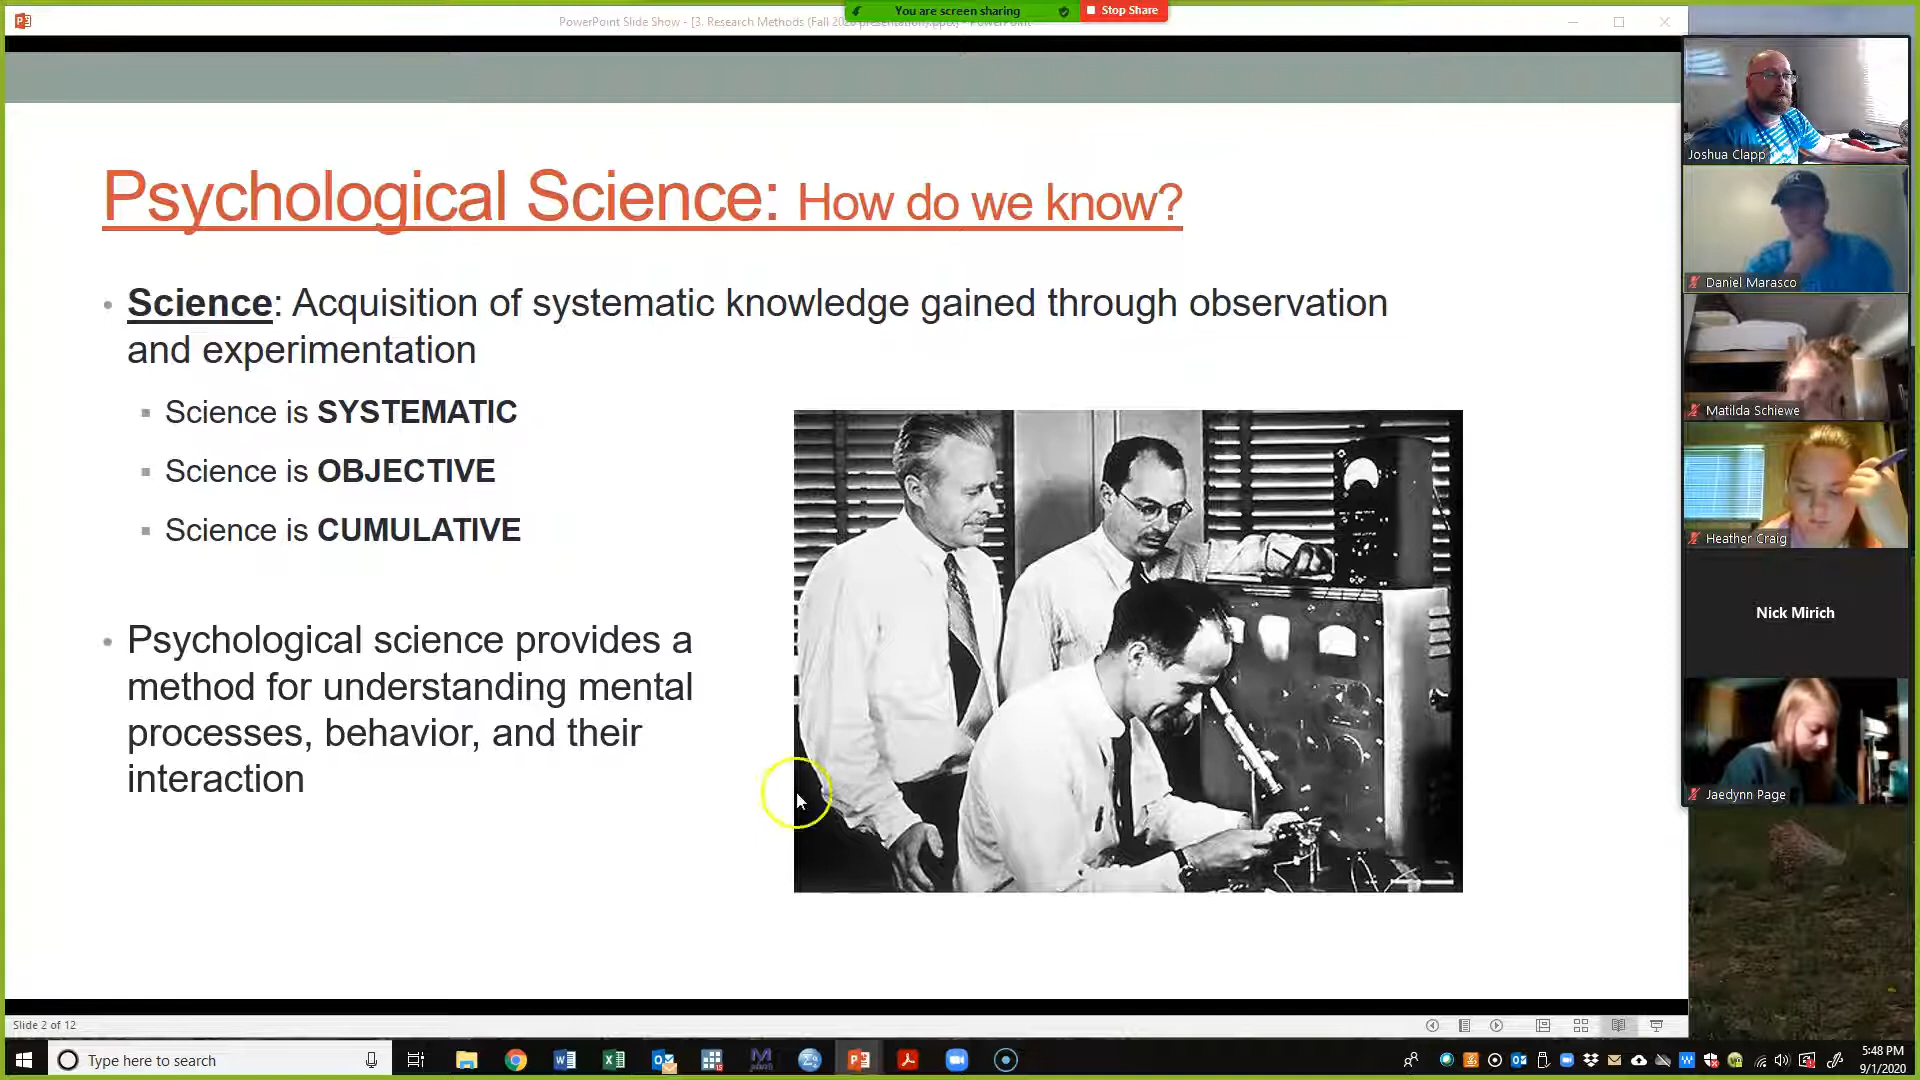 You are screen sharing
Stop Share
PowerPoint Slide Show - [3. Research Methods (Fall 2020 presentation).pptx] - PowerPoint
Psychological Science: How do we know?
• Science: Acquisition of systematic knowledge gained through observation
and experimentation
▪ Science is SYSTEMATIC
▪ Science is OBJECTIVE
▪ Science is CUMULATIVE
• Psychological science provides a
method for understanding mental
processes, behavior, and their
interaction
Joshua Clapp
Daniel Marasco
Matilda Schiewe
Heather Craig
Nick Mirich
Jaedynn Page
Slide 2 of 12
Type here to search
5:48 PM
9/1/2020